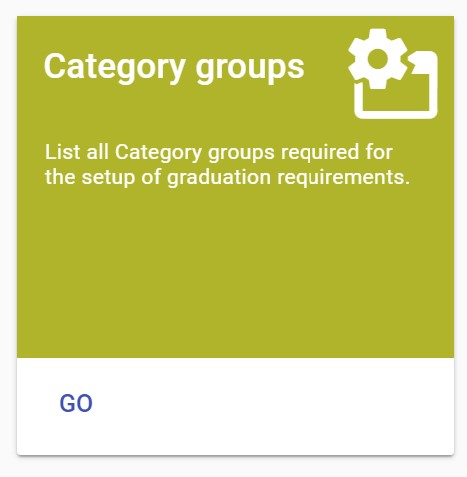 Category groups
List all Category groups required for
the setup of graduation requirements.
GO